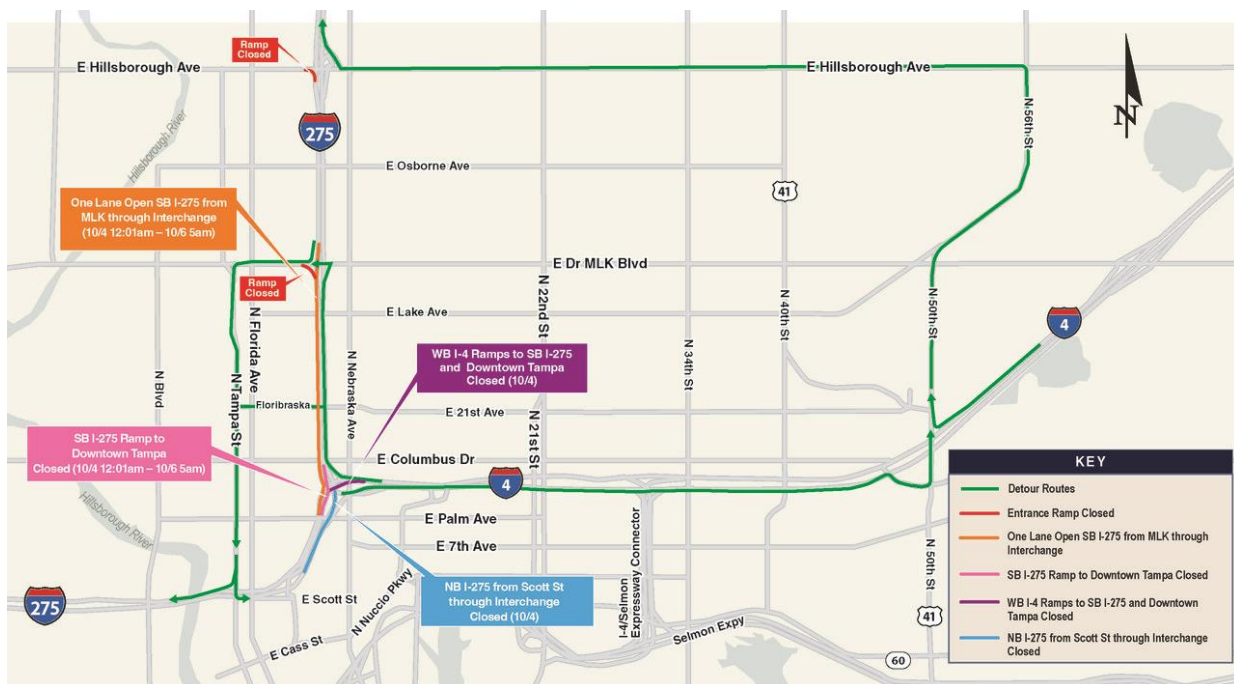 Ramp
Closed
E Hillsborough Ave
E Hillsborough Ave
N
Hillsborough River
275
N 56th St
E Osborne Ave
41
One Lane Open SB I-275 from
MLK through Interchange
(10/4 12:01am – 10/6 5am)
E Dr MLK Blvd
Ramp
Closed
N Florida Ave
E Lake Ave
N 22nd St
N 40th St
N 50th St
4
N Blvd
N Tampa St
N Nebraska Ave
N 34th St
WB I-4 Ramps to SB I-275
and Downtown Tampa
Closed (10/4)
Floribraska
E 21st Ave
N 21st St
SB I-275 Ramp to
Downtown Tampa
Closed (10/4 12:01am – 10/6 5am)
E Columbus Dr
4
Hillsborough River
E Palm Ave
E 7th Ave
NB I-275 from Scott St
through Interchange
Closed (10/4)
275
E Scott St
N Nuccio Pkwy
E Cass St
I-4/Selmon
Expressway Connector
Selmon Expy
60
N 50th St
41
KEY
Detour Routes
Entrance Ramp Closed
One Lane Open SB I-275 from MLK through
Interchange
SB I-275 Ramp to Downtown Tampa Closed
WB I-4 Ramps to SB I-275 and Downtown
Tampa Closed
NB I-275 from Scott St through Interchange
Closed